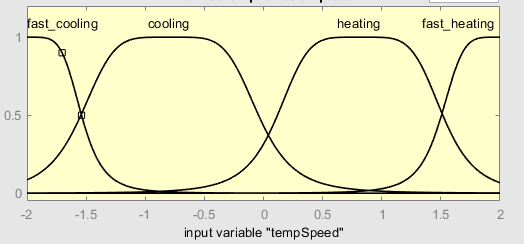 fast_cooling cooling heating fast_heating
1
0.5
0
-2 -1.5 -1 -0.5 0 0.5 1 1.5 2
input variable "tempSpeed"